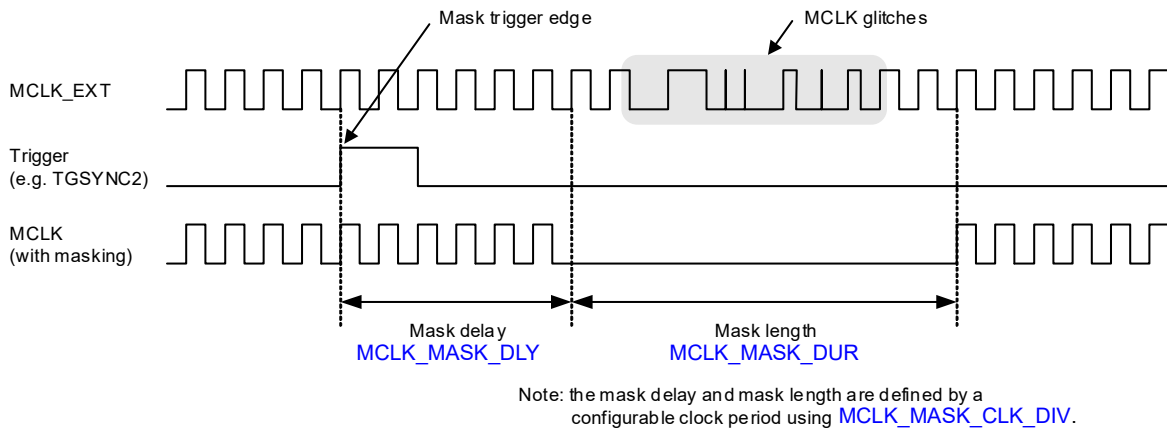 Mask trigger edge
MCLK glitches
MCLK_EXT
Trigger
(e.g. TGSYNC2)
MCLK
(with masking)
Mask delay
MCLK_MASK_DLY
Mask length
MCLK_MASK_DUR
Note: the mask delay and mask length are defined by a
configurable clock period using MCLK_MASK_CLK_DIV.